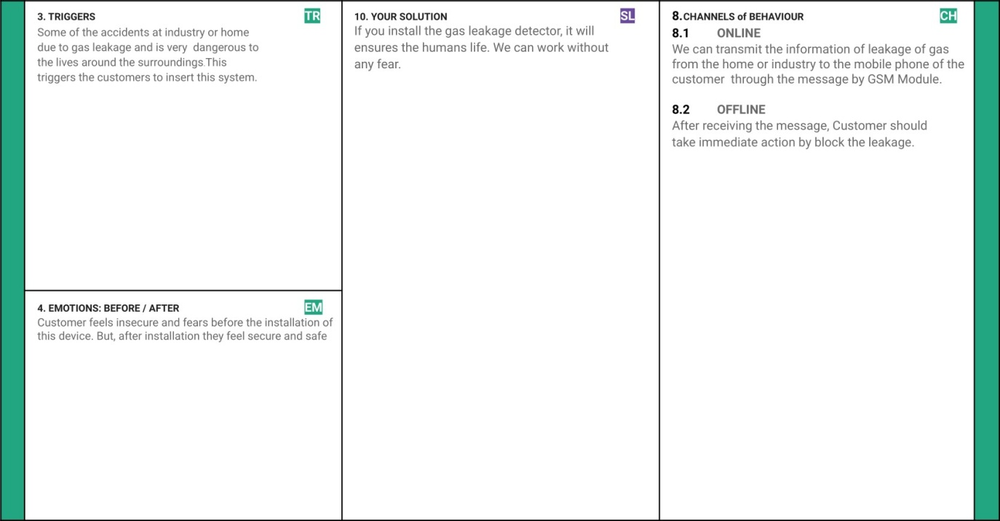 3. TRIGGERS
TR
Some of the accidents at industry or home
due to gas leakage and is very dangerous to
the lives around the surroundings.This
triggers the customers to insert this system.
4. EMOTIONS: BEFORE / AFTER
EM
Customer feels insecure and fears before the installation of
this device. But, after installation they feel secure and safe
10. YOUR SOLUTION
SL
If you install the gas leakage detector, it will
ensures the humans life. We can work without
any fear.
8.CHANNELS of BEHAVIOUR
CH
8.1 ONLINE
We can transmit the information of leakage of gas
from the home or industry to the mobile phone of the
customer through the message by GSM Module.
8.2 OFFLINE
After receiving the message, Customer should
take immediate action by block the leakage.